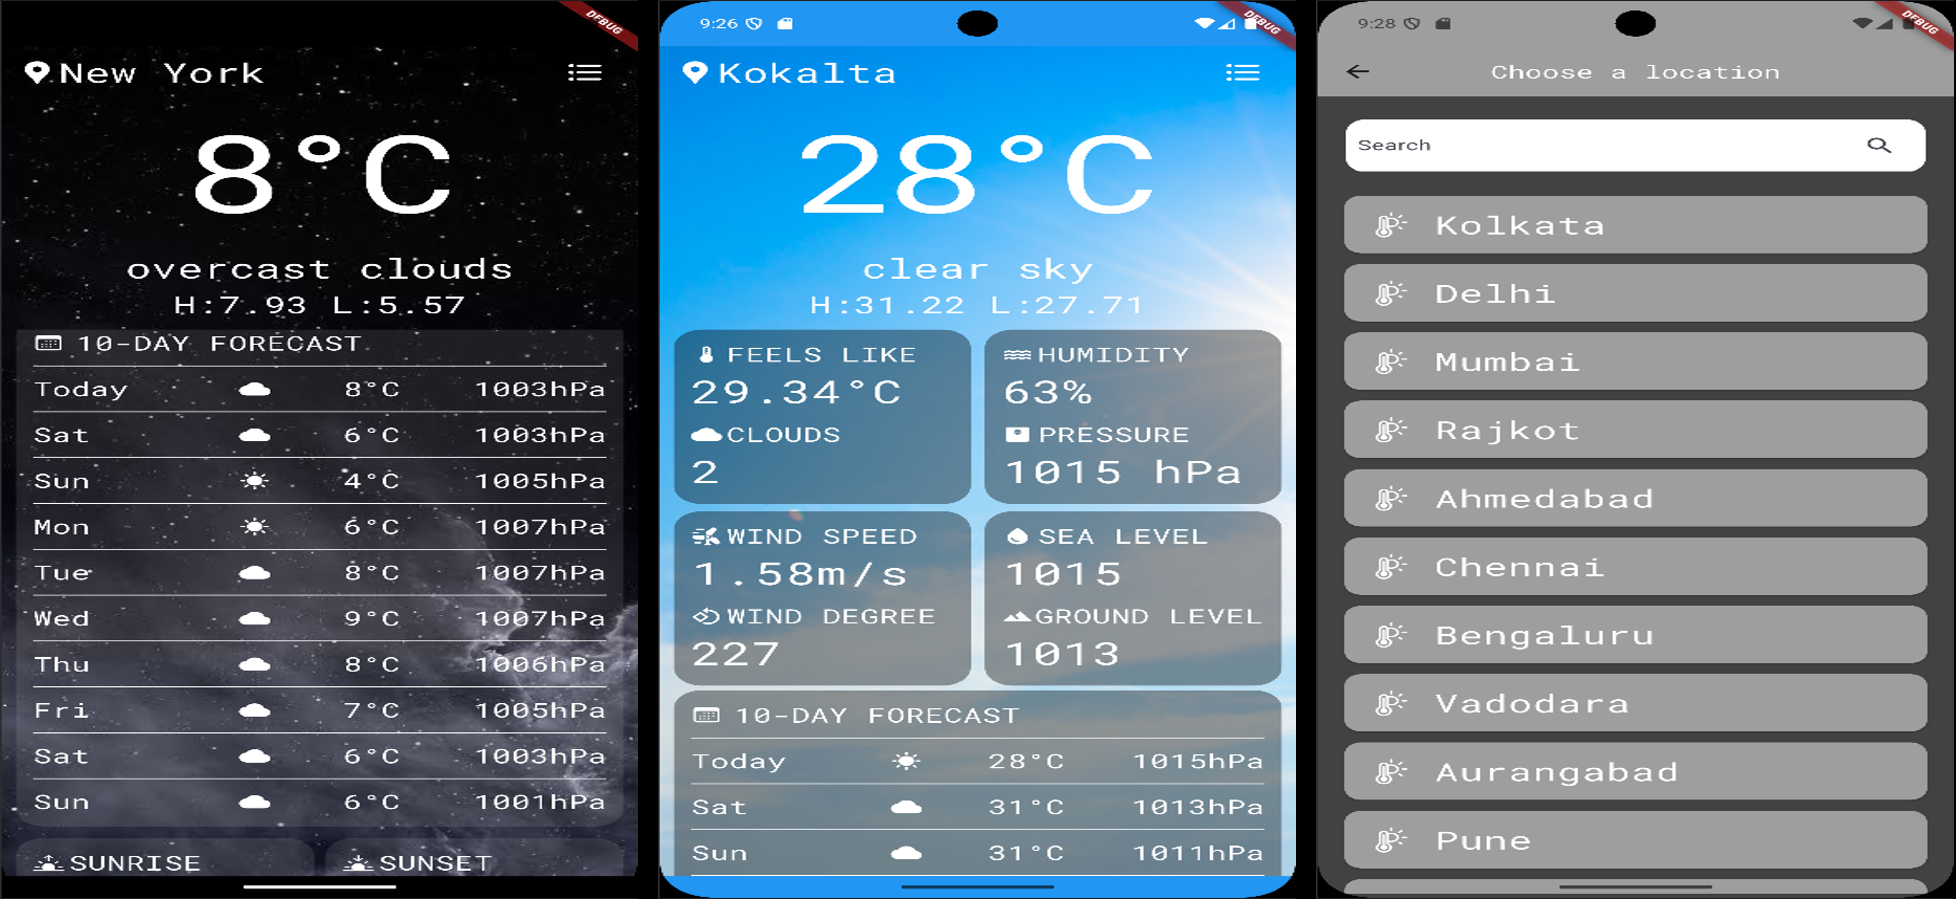 DEBUG
New York
8°C
overcast clouds
H:7.93 L:5.57
10-DAY FORECAST
Today 8°C 1003hPa
Sat 6°C 1003hPa
Sun 4°C 1005hPa
Mon 6°C 1007hPa
Tue 8°C 1007hPa
Wed 9°C 1007hPa
Thu 8°C 1006hPa
Fri 7°C 1005hPa
Sat 6°C 1003hPa
Sun 6°C 1001hPa
SUNRISE SUNSET
9:26
DEBUG
Kokalta
28°C
clear sky
H:31.22 L:27.71
FEELS LIKE
29.34°C
CLOUDS
2
HUMIDITY
63%
PRESSURE
1015 hPa
WIND SPEED
1.58m/s
WIND DEGREE
227
SEA LEVEL
1015
GROUND LEVEL
1013
10-DAY FORECAST
Today 28°C 1015hPa
Sat 31°C 1013hPa
Sun 31°C 1011hPa
9:28
DEBUG
Choose a location
Search
Kolkata
Delhi
Mumbai
Rajkot
Ahmedabad
Chennai
Bengaluru
Vadodara
Aurangabad
Pune